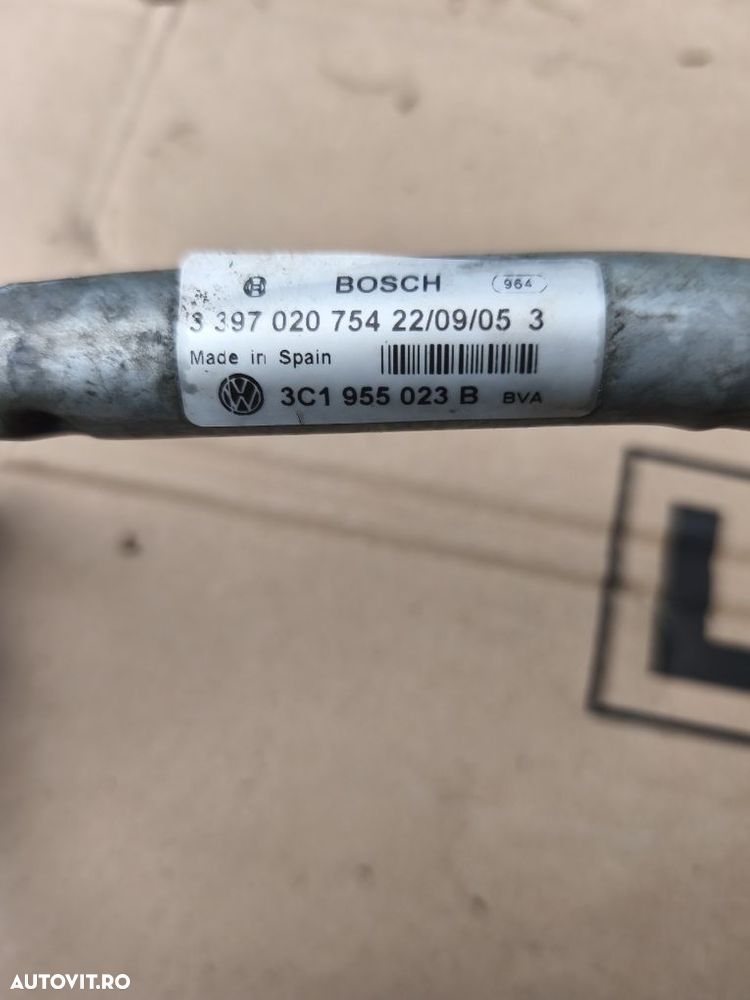 BOSCH 964
3 397 020 754 22/09/05 3
Made in Spain
3C1 955 023 B BVA
AUTOVIT.RO